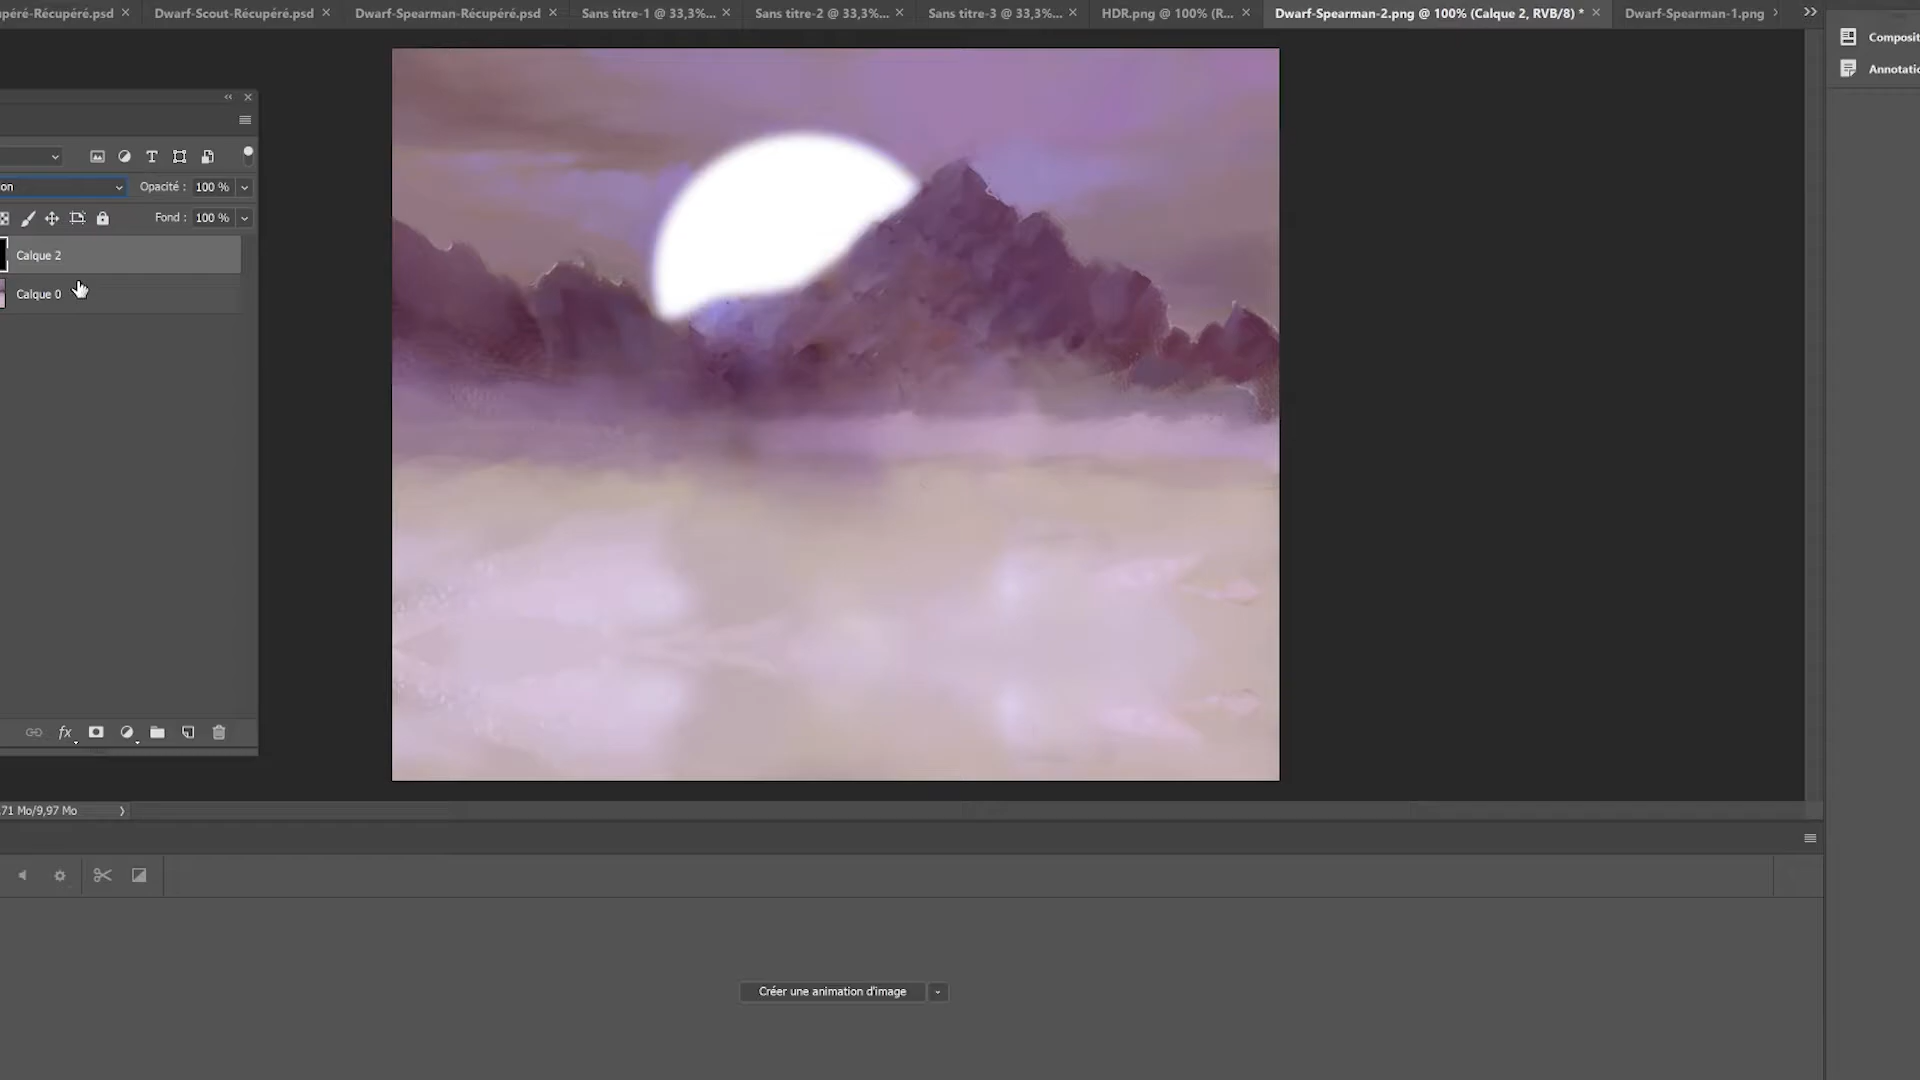 péré-Récupéré.psd
Dwarf-Scout-Récupéré.psd
Dwarf-Spearman-Récupéré.psd
Sans titre-1 @ 33,3%...
Sans titre-2 @ 33,3%...
Sans titre-3 @ 33,3%...
HDR.png @ 100% (R...
Dwarf-Spearman-2.png @ 100% (Calque 2, RVB/8) *
Dwarf-Spearman-1.png
Composit
Annotatic
on
Opacité : 100 %
Fond : 100 %
Calque 2
Calque 0
fx
71 Mo/9,97 Mo
Créer une animation d'image